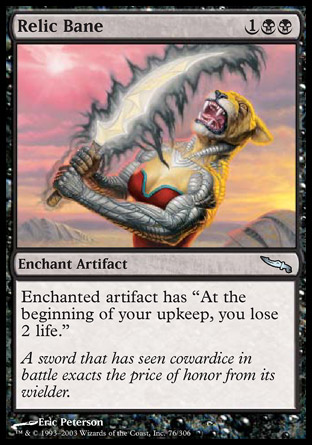 Relic Bane 1
Enchant Artifact
Enchanted artifact has “At the
beginning of your upkeep, you lose
2 life.”
A sword that has seen cowardice in
battle exacts the price of honor from its
wielder.
Eric Peterson
™ & © 1993-2003 Wizards of the Coast, Inc. 76/306